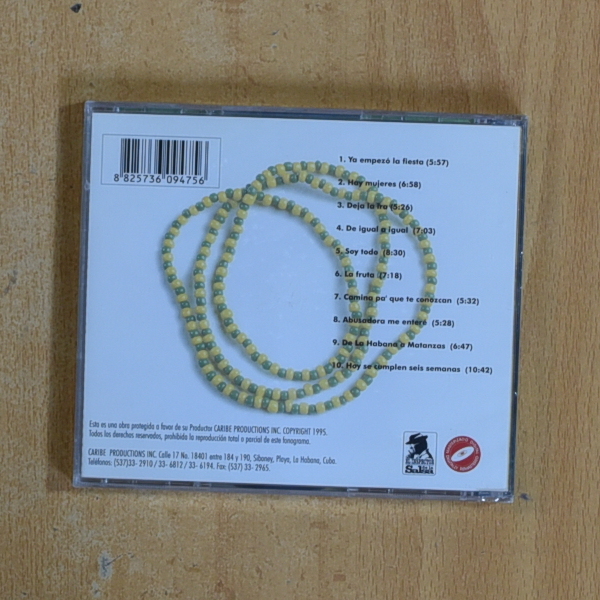 8 825736 094756
1. Ya empezó la fiesta (5:57)
2. Hay mujeres (6:58)
3. Deja la fra (5:26)
4. De igual a igual (7:03)
5. Soy todo (8:30)
6. La fruta (7:18)
7. Camina pa' que te conozcan (5:32)
8. Abusadora me enteré (5:28)
9. De La Habana a Matanzas (6:47)
10. Hoy se cumplen seis semanas (10:42)
Esta es una obra protegida a favor de su Productor CARIBE PRODUCTIONS INC. COPYRIGHT 1995.
Todos los derechos reservados, prohibida la reproducción total o parcial de este fonograma.
CARIBE PRODUCTIONS INC. Calle 17 No. 18401 entre 184 y 190, Siboney, Playa, La Habana, Cuba.
Teléfonos: (537)33- 2910 / 33- 6812 / 33- 6194. Fax: (537) 33- 2965.
EL INSPECTOR
DE LA
Salsa